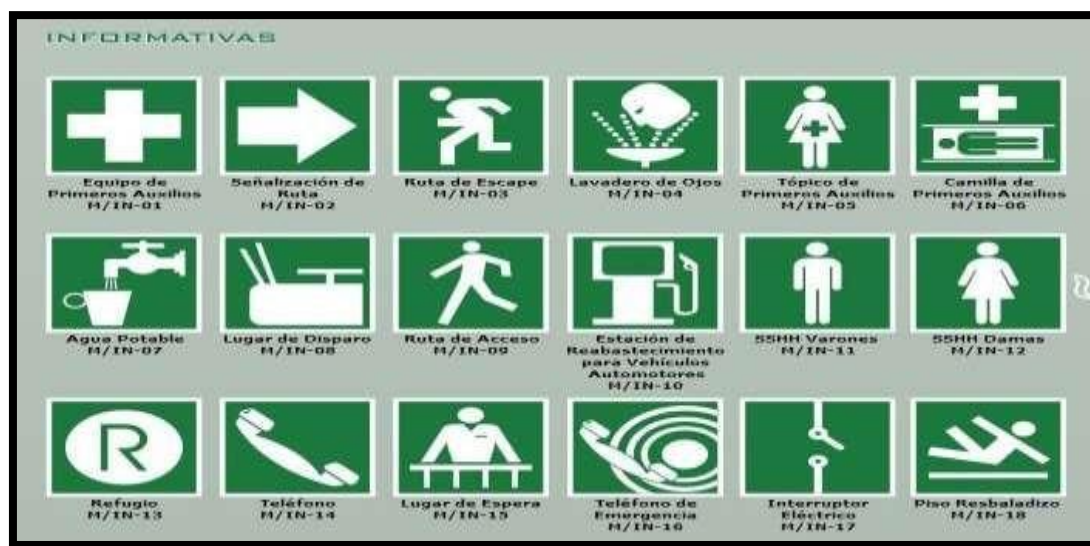 INFORMATIVAS
Equipo de
Primeros Auxilios
M/IN-01
Señalización de
Ruta
M/IN-02
Ruta de Escape
M/IN-03
Lavadero de Ojos
M/IN-04
Tópico de
Primeros Auxilios
M/IN-05
Camilla de
Primeros Auxilios
M/IN-06
Agua Potable
M/IN-07
Lugar de Disparo
M/IN-08
Ruta de Acceso
M/IN-09
Estación de
Reabastecimiento
para Vehículos
Automotores
M/IN-10
SSHH Varones
M/IN-11
SSHH Damas
M/IN-12
R
Refugio
M/IN-13
Teléfono
M/IN-14
Lugar de Espera
M/IN-15
Teléfono de
Emergencia
M/IN-16
Interruptor
Eléctrico
M/IN-17
Piso Resbaladizo
M/IN-18